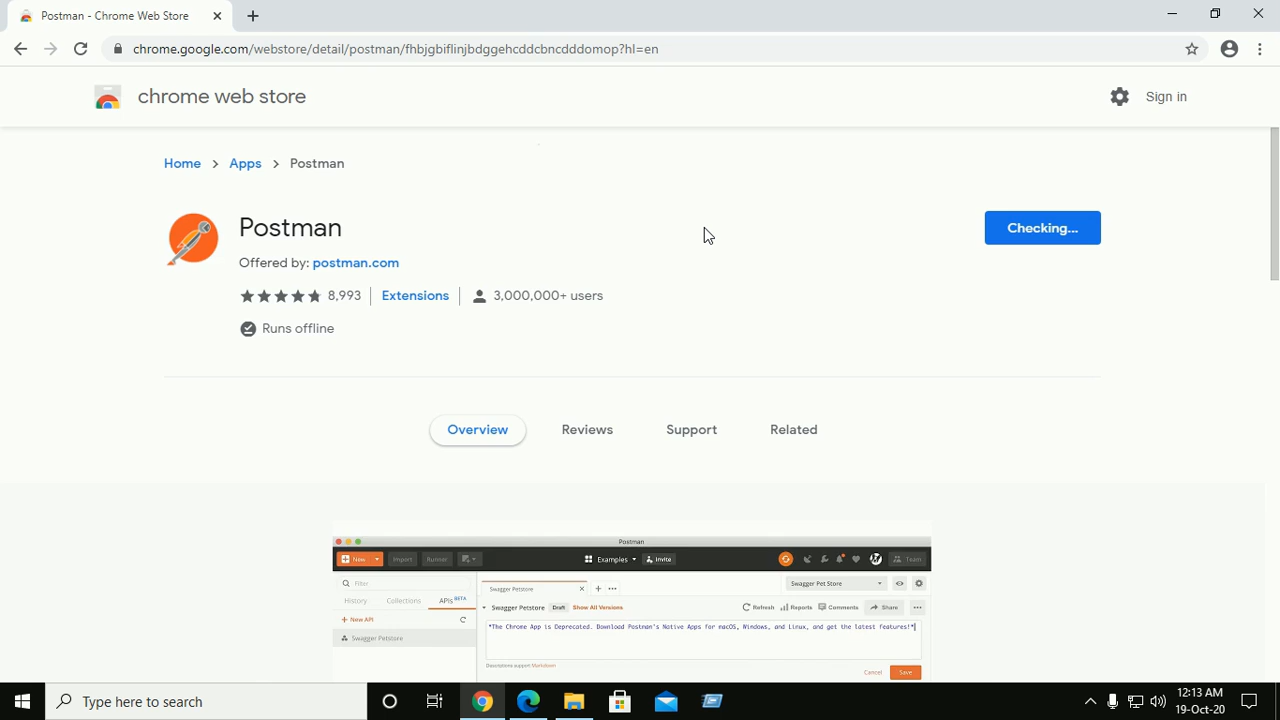 Postman - Chrome Web Store
chrome.google.com/webstore/detail/postman/fhbjgbiflinjbdggehcddcbncdddomop?hl=en
chrome web store
Sign in
Home > Apps > Postman
Postman
Checking...
Offered by: postman.com
8,993 Extensions 3,000,000+ users
Runs offline
Overview Reviews Support Related
Postman
New Import Runner Examples Invite Team
Filter Swagger Petstore Swagger Pet Store
History Collections APIs BETA
Swagger Petstore Draft Show All Versions Refresh Reports Comments Share
+ New API
*The Chrome App is Deprecated. Download Postman's Native Apps for macOS, Windows, and Linux, and get the latest features!*
Swagger Petstore
Descriptions support Markdown
Cancel Save
Type here to search
12:13 AM
19-Oct-20